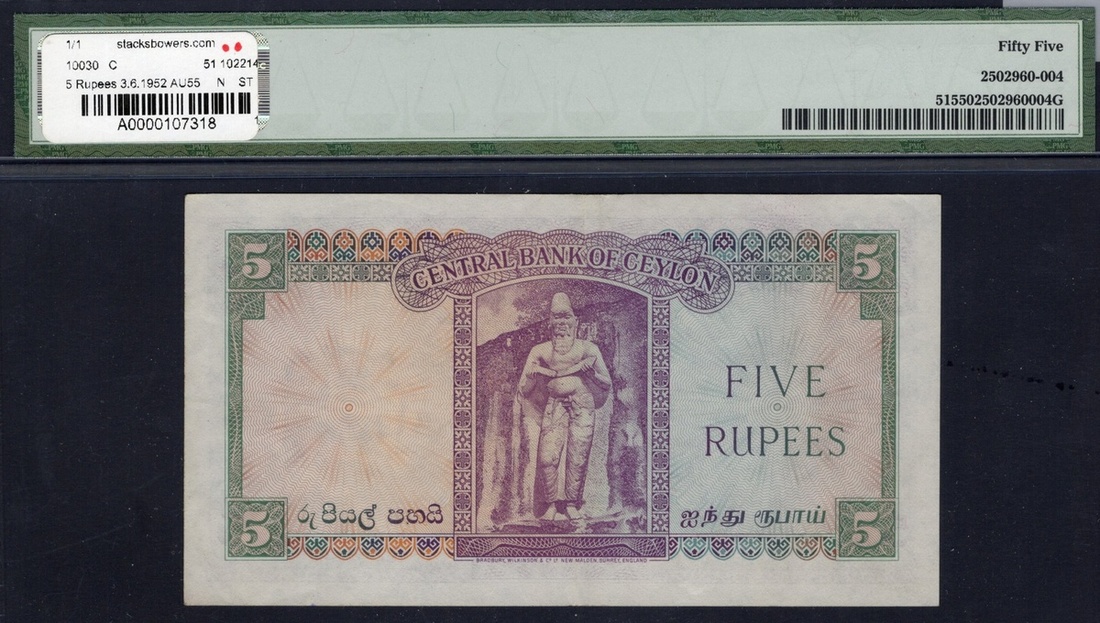 1/1 stacksbowers.com
10030 C 51 102214
5 Rupees 3.6.1952 AU55 N ST
A0000107318
Fifty Five
2502960-004
515502502960004G
5 5
CENTRAL BANK OF CEYLON
FIVE
RUPEES
රුපියල් පහයි
ஐந்து ரூபாய்
5 5
BRADBURY, WILKINSON & Cº Lᵈ NEW MALDEN, SURREY, ENGLAND